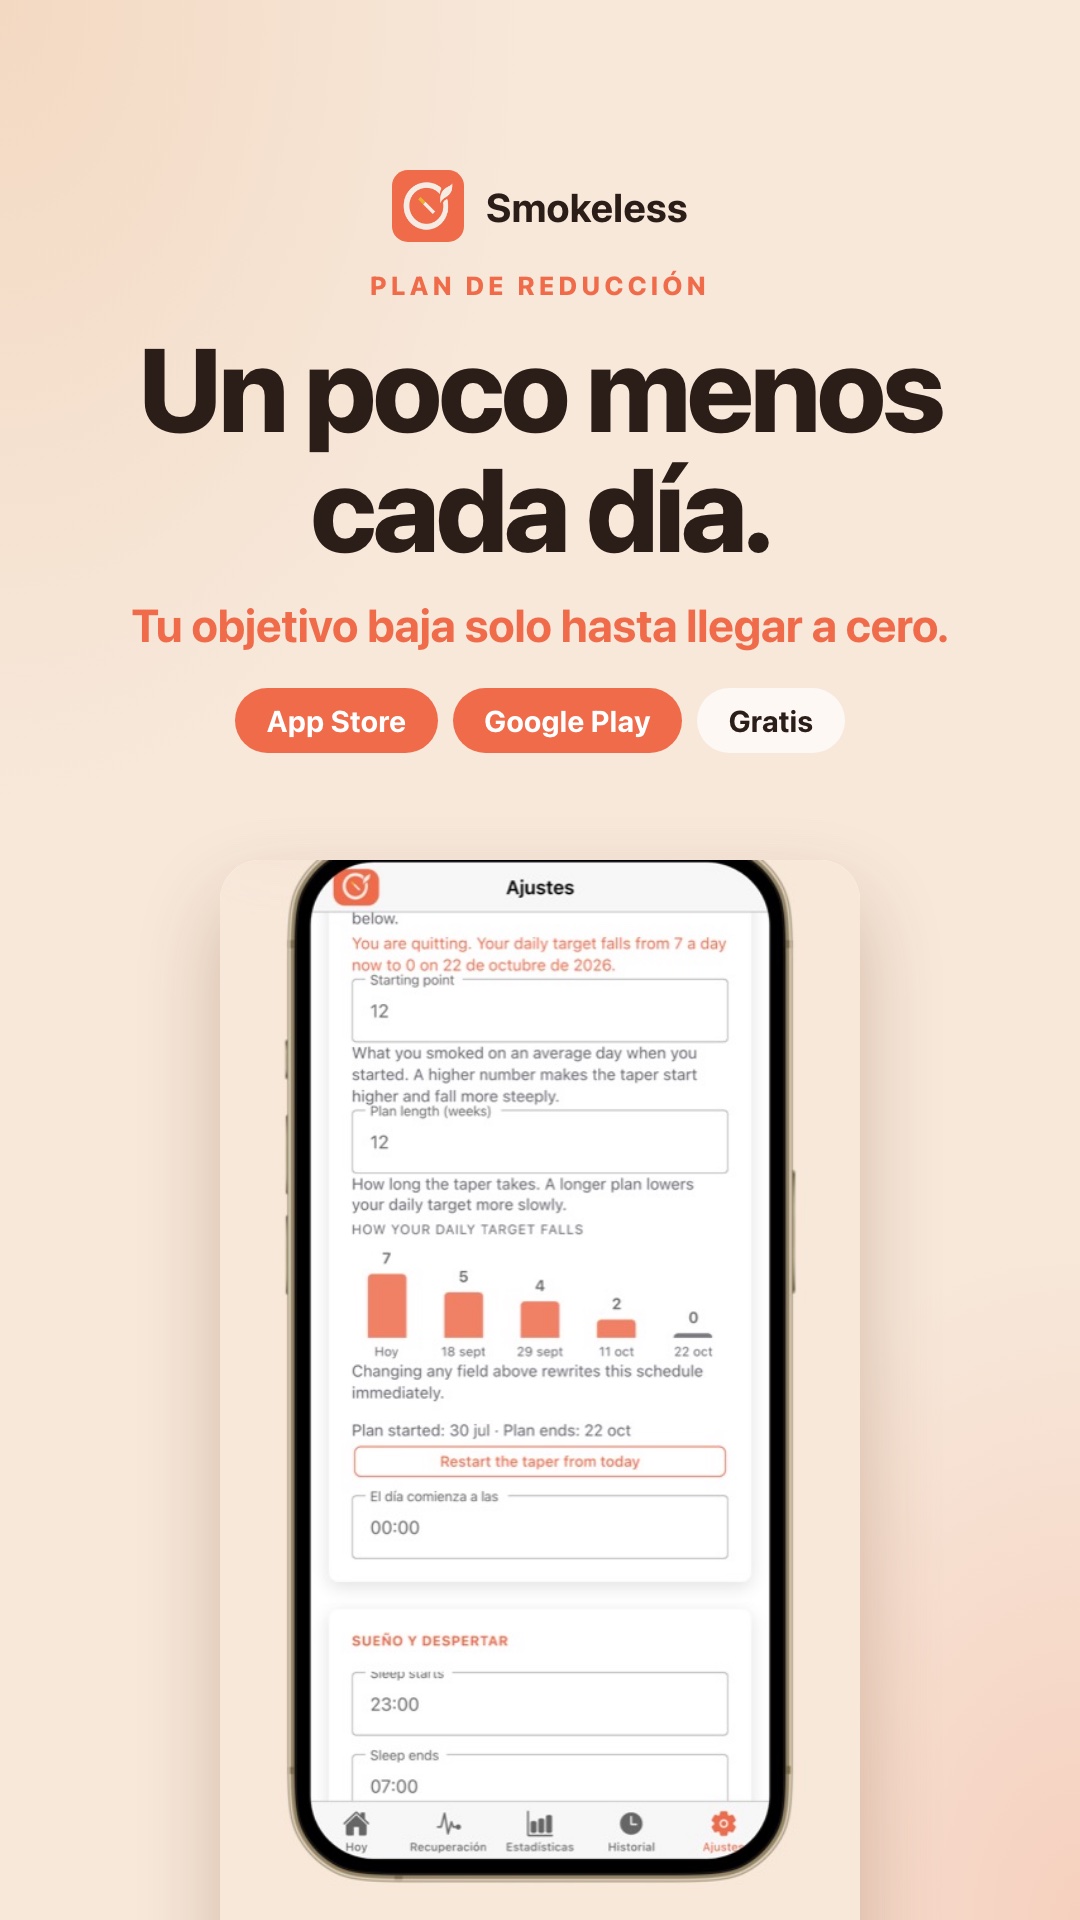 Smokeless
PLAN DE REDUCCIÓN
Un poco menos
cada día.
Tu objetivo baja solo hasta llegar a cero.
App Store
Google Play
Gratis
Ajustes
below.
You are quitting. Your daily target falls from 7 a day
now to 0 on 22 de octubre de 2026.
Starting point
12
What you smoked on an average day when you
started. A higher number makes the taper start
higher and fall more steeply.
Plan length (weeks)
12
How long the taper takes. A longer plan lowers
your daily target more slowly.
HOW YOUR DAILY TARGET FALLS
7 5 4 2 0
Hoy 18 sept 29 sept 11 oct 22 oct
Changing any field above rewrites this schedule
immediately.
Plan started: 30 jul · Plan ends: 22 oct
Restart the taper from today
El día comienza a las
00:00
SUEÑO Y DESPERTAR
Sleep starts
23:00
Sleep ends
07:00
Hoy Recuperación Estadísticas Historial Ajustes